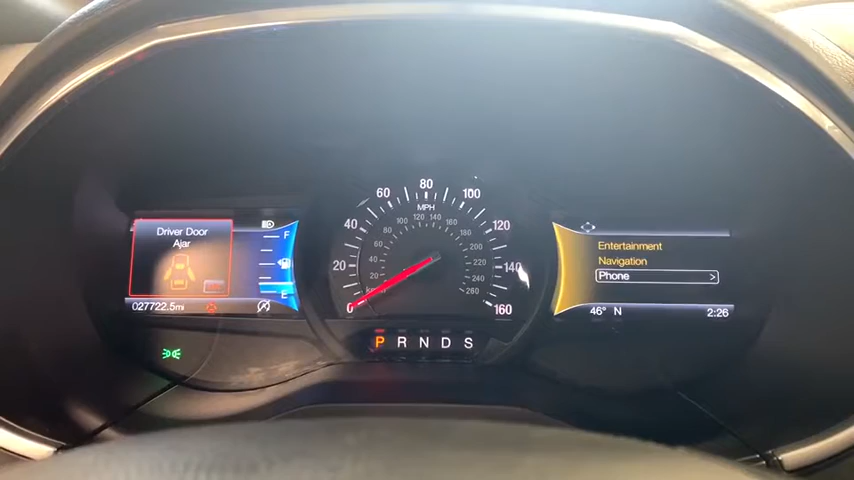 Driver Door
Ajar
F
E
027722.5mi
0
20
40
60
80
100
120
140
160
MPH
20
40
60
80
100
120
140
160
180
200
220
240
260
km/h
P R N D S
Entertainment
Navigation
Phone >
46° N
2:26